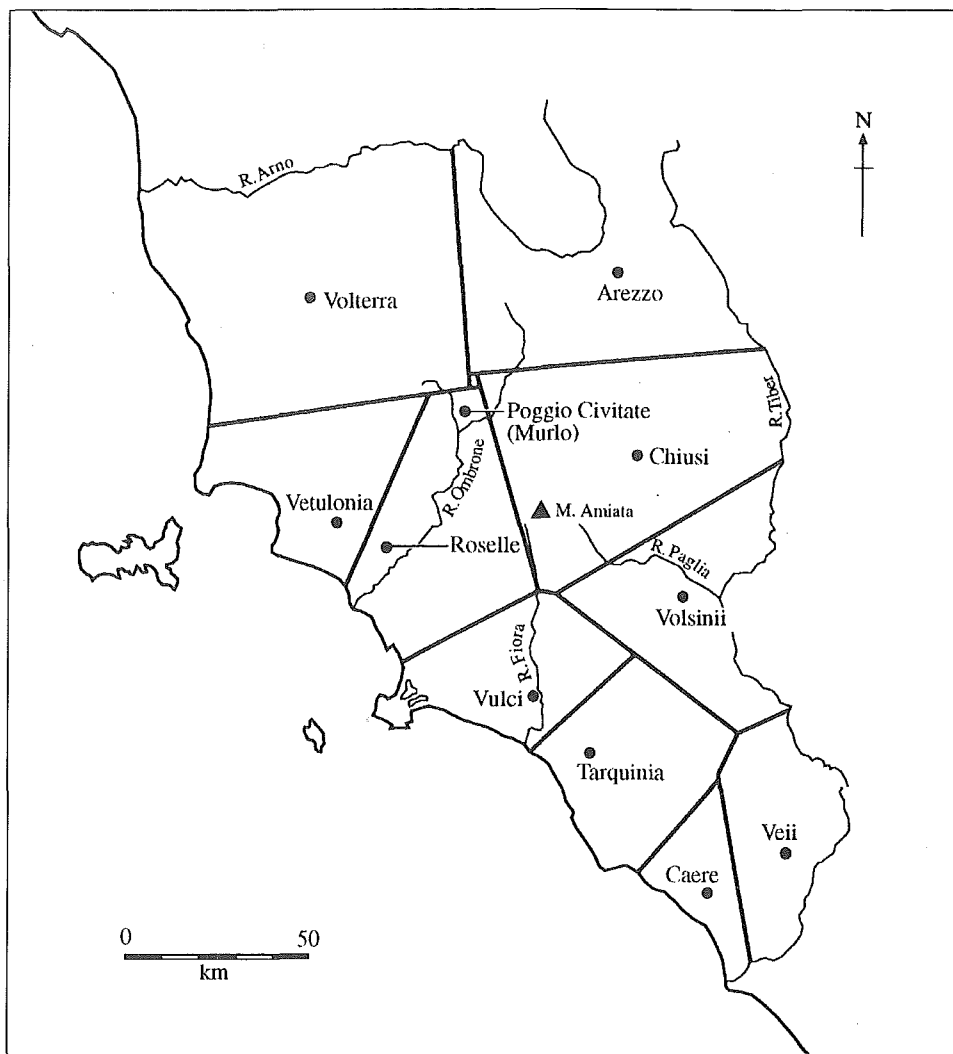 N
R. Arno
Arezzo
Volterra
R. Tiber
Poggio Civitate
(Murlo)
Chiusi
R. Ombrone
Vetulonia
M. Amiata
Roselle
R. Paglia
Volsinii
R. Fiora
Vulci
Tarquinia
Veii
Caere
0 50
km